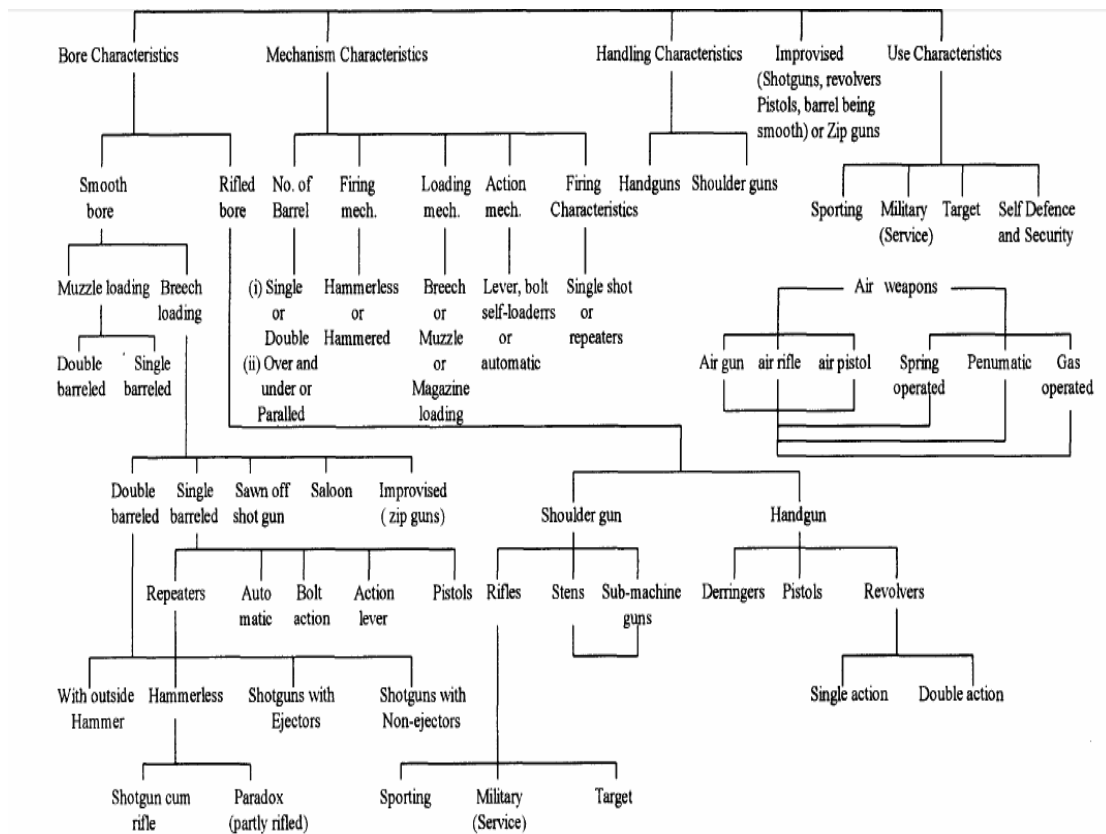 Bore Characteristics
Mechanism Characteristics
Handling Characteristics
Improvised
(Shotguns, revolvers
Pistols, barrel being
smooth) or Zip guns
Use Characteristics
Smooth
bore
Rifled
bore
No. of
Barrel
Firing
mech.
Loading
mech.
Action
mech.
Firing
Characteristics
Handguns
Shoulder guns
Sporting
Military
(Service)
Target
Self Defence
and Security
Muzzle loading
Breech
loading
(i) Single
or
Double
(ii) Over and
under or
Paralled
Hammerless
or
Hammered
Breech
or
Muzzle
or
Magazine
loading
Lever, bolt
self-loaderrs
or
automatic
Single shot
or
repeaters
Air weapons
Double
barreled
Single
barreled
Air gun
air rifle
air pistol
Spring
operated
Penumatic
Gas
operated
Double
barreled
Single
barreled
Sawn off
shot gun
Saloon
Improvised
( zip guns)
Shoulder gun
Handgun
Repeaters
Auto
matic
Bolt
action
Action
lever
Pistols
Rifles
Stens
Sub-machine
guns
Derringers
Pistols
Revolvers
With outside
Hammer
Hammerless
Shotguns with
Ejectors
Shotguns with
Non-ejectors
Single action
Double action
Shotgun cum
rifle
Paradox
(partly rifled)
Sporting
Military
(Service)
Target